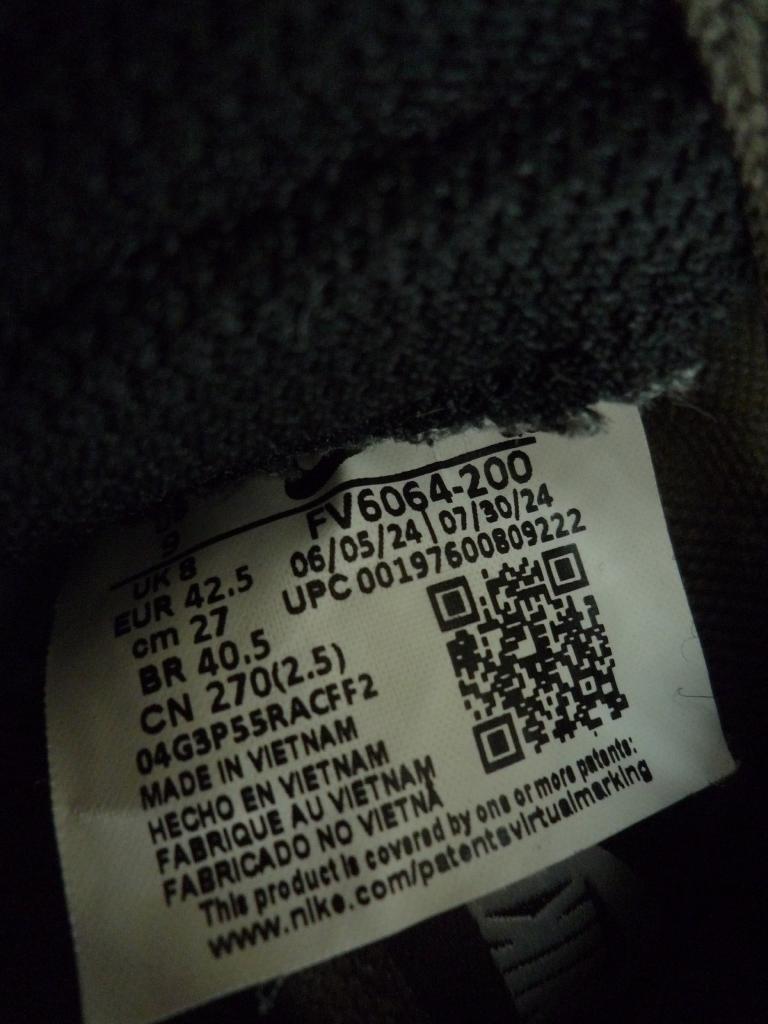 9
UK 8
EUR 42.5
cm 27
BR 40.5
CN 270(2.5)
04G3P55RACFF2
FV6064-200
06/05/24 | 07/30/24
UPC 00197600809222
MADE IN VIETNAM
HECHO EN VIETNAM
FABRIQUE AU VIETNAM
FABRICADO NO VIETNÃ
This product is covered by one or more patents:
www.nike.com/patentsvirtualmarking